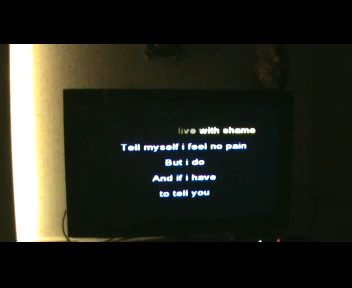 live with shame
Tell myself i feel no pain
But i do
And if i have
to tell you